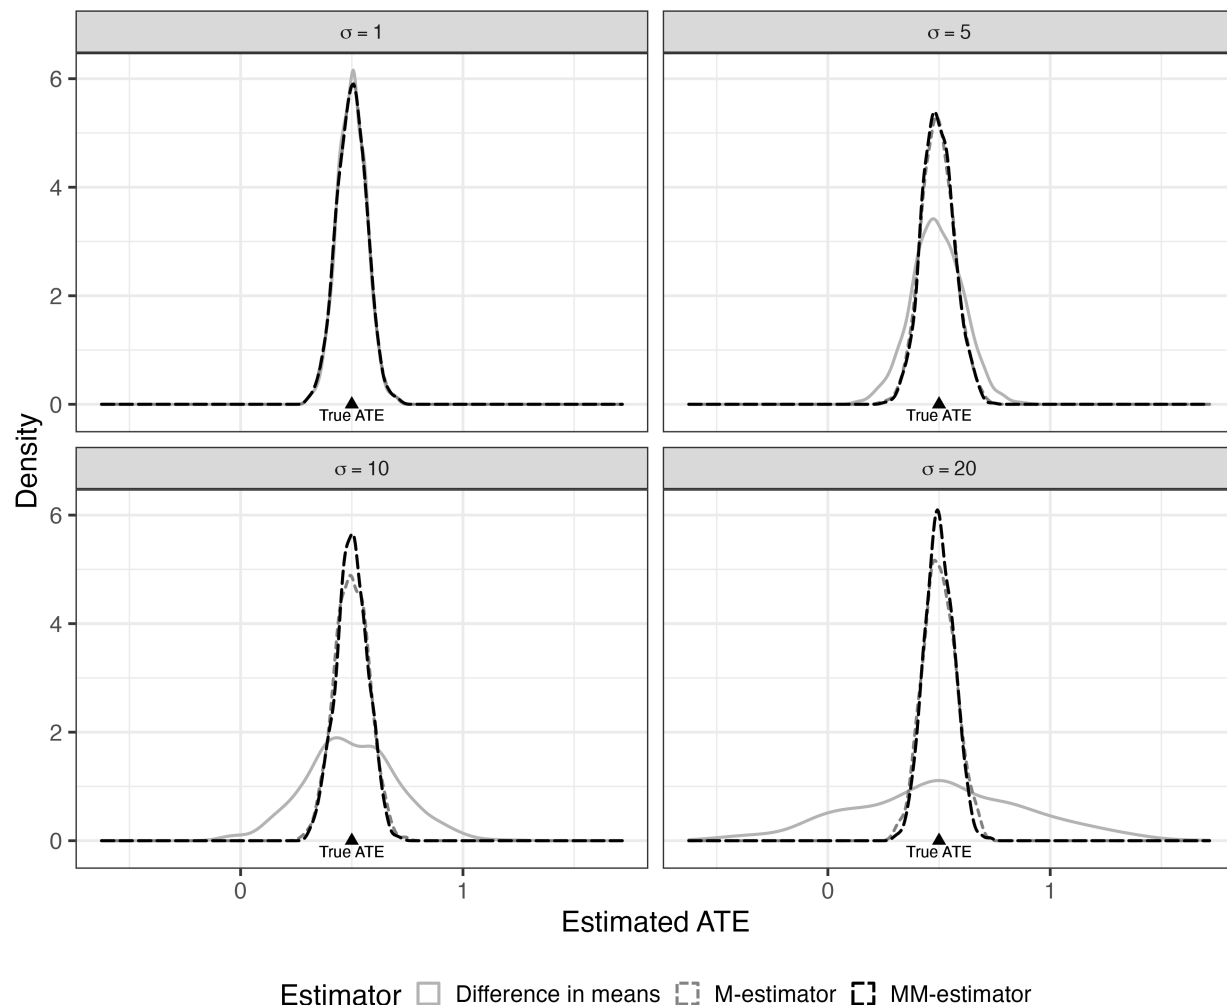 σ = 1
σ = 5
6
4
2
0
True ATE
True ATE
Density
σ = 10
σ = 20
6
4
2
0
True ATE
True ATE
0
1
0
1
Estimated ATE
Estimator Difference in means M-estimator MM-estimator